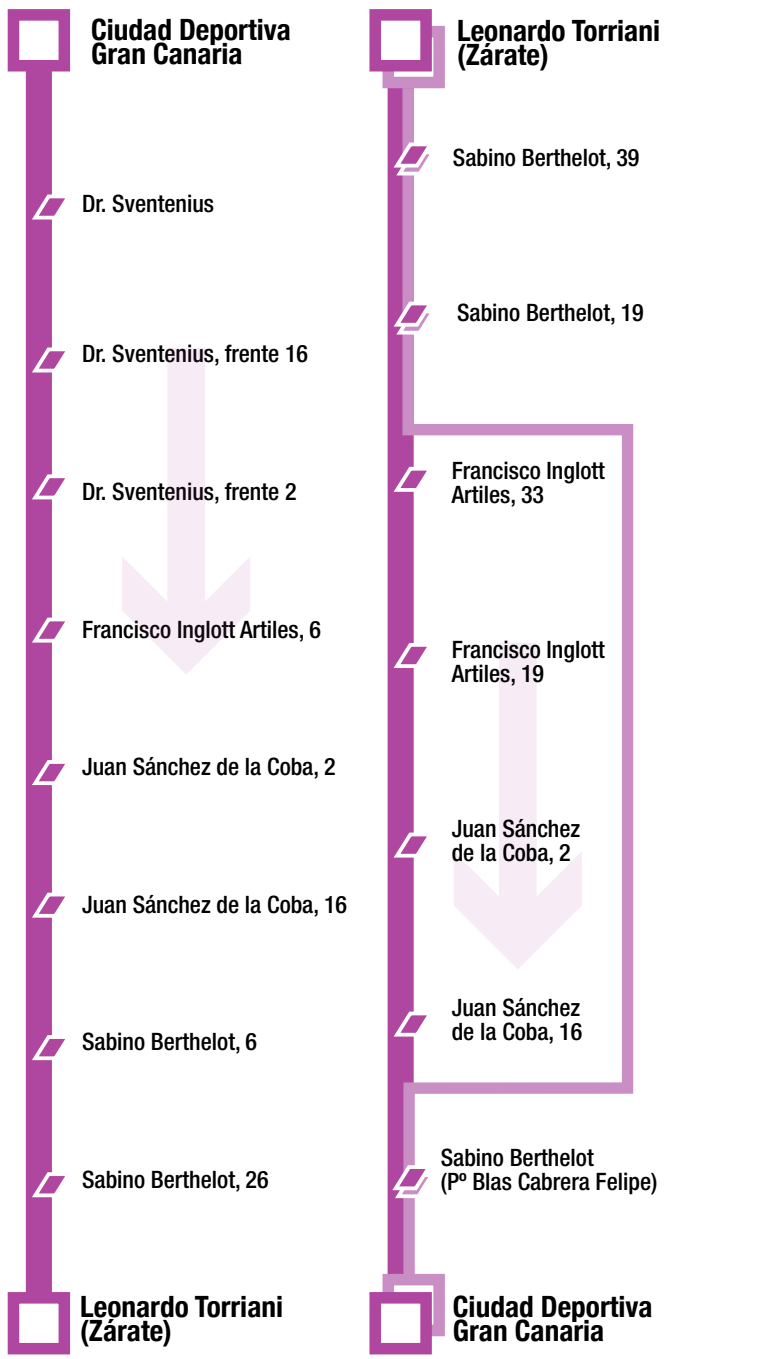 Ciudad Deportiva
Gran Canaria
Dr. Sventenius
Dr. Sventenius, frente 16
Dr. Sventenius, frente 2
Francisco Inglott Artiles, 6
Juan Sánchez de la Coba, 2
Juan Sánchez de la Coba, 16
Sabino Berthelot, 6
Sabino Berthelot, 26
Leonardo Torriani
(Zárate)
Leonardo Torriani
(Zárate)
Sabino Berthelot, 39
Sabino Berthelot, 19
Francisco Inglott
Artiles, 33
Francisco Inglott
Artiles, 19
Juan Sánchez
de la Coba, 2
Juan Sánchez
de la Coba, 16
Sabino Berthelot
(Pº Blas Cabrera Felipe)
Ciudad Deportiva
Gran Canaria